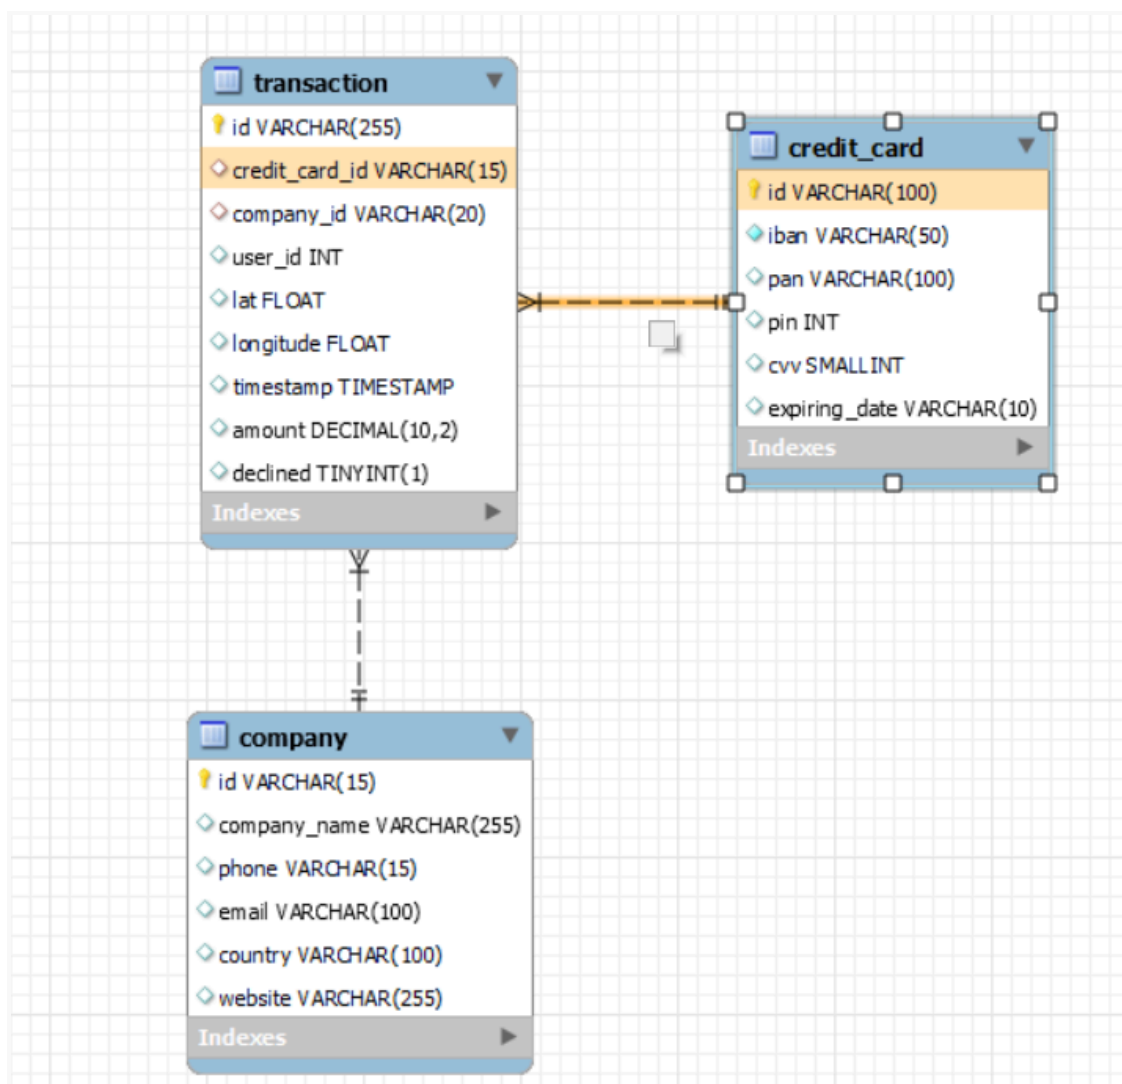 transaction
id VARCHAR(255)
credit_card_id VARCHAR(15)
company_id VARCHAR(20)
user_id INT
lat FLOAT
longitude FLOAT
timestamp TIMESTAMP
amount DECIMAL(10,2)
declined TINYINT(1)
Indexes
credit_card
id VARCHAR(100)
iban VARCHAR(50)
pan VARCHAR(100)
pin INT
cvv SMALLINT
expiring_date VARCHAR(10)
Indexes
company
id VARCHAR(15)
company_name VARCHAR(255)
phone VARCHAR(15)
email VARCHAR(100)
country VARCHAR(100)
website VARCHAR(255)
Indexes